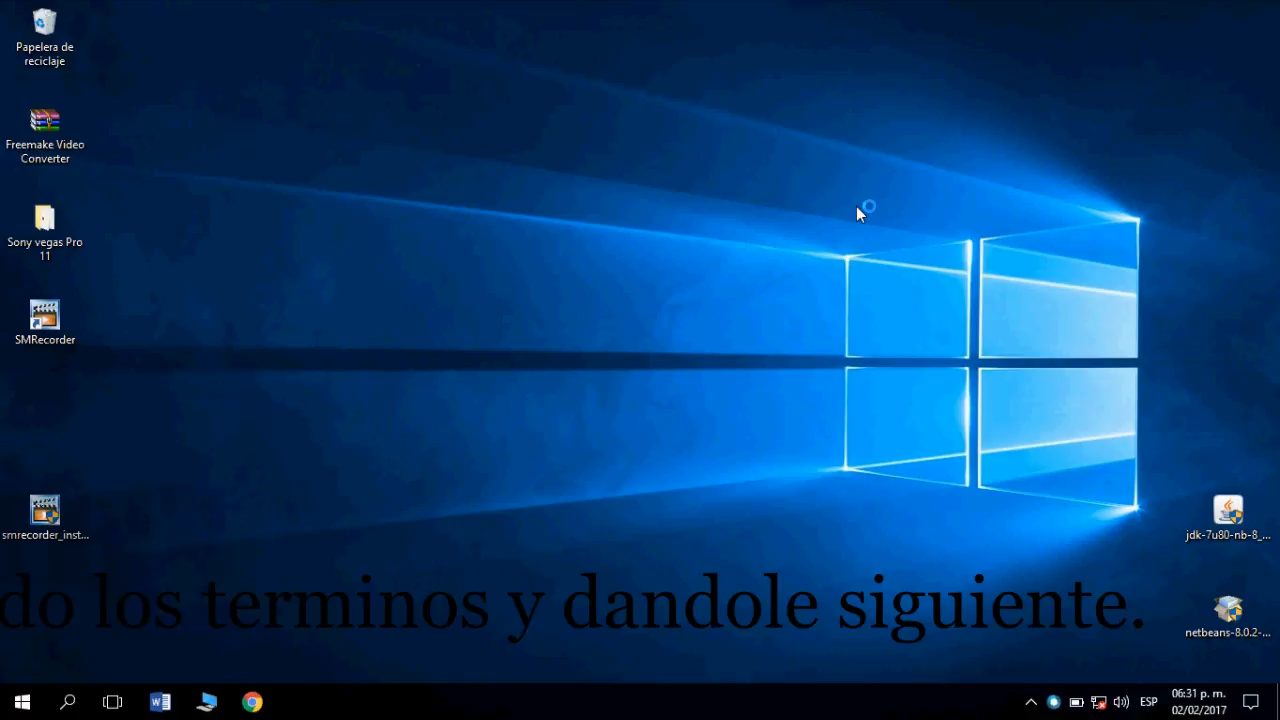 Papelera de
reciclaje
Freemake Video
Converter
Sony vegas Pro
11
SMRecorder
smrecorder_inst...
jdk-7u80-nb-8_...
netbeans-8.0.2-...
do los terminos y dandole siguiente.
ESP
06:31 p. m.
02/02/2017